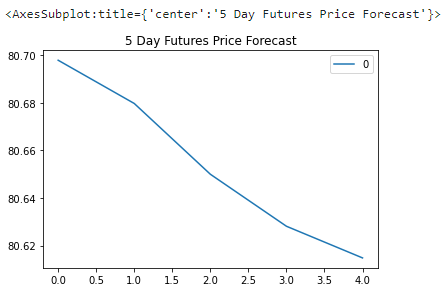 <AxesSubplot:title={'center':'5 Day Futures Price Forecast'}>
5 Day Futures Price Forecast
80.70
0
80.68
80.66
80.64
80.62
0.0 0.5 1.0 1.5 2.0 2.5 3.0 3.5 4.0